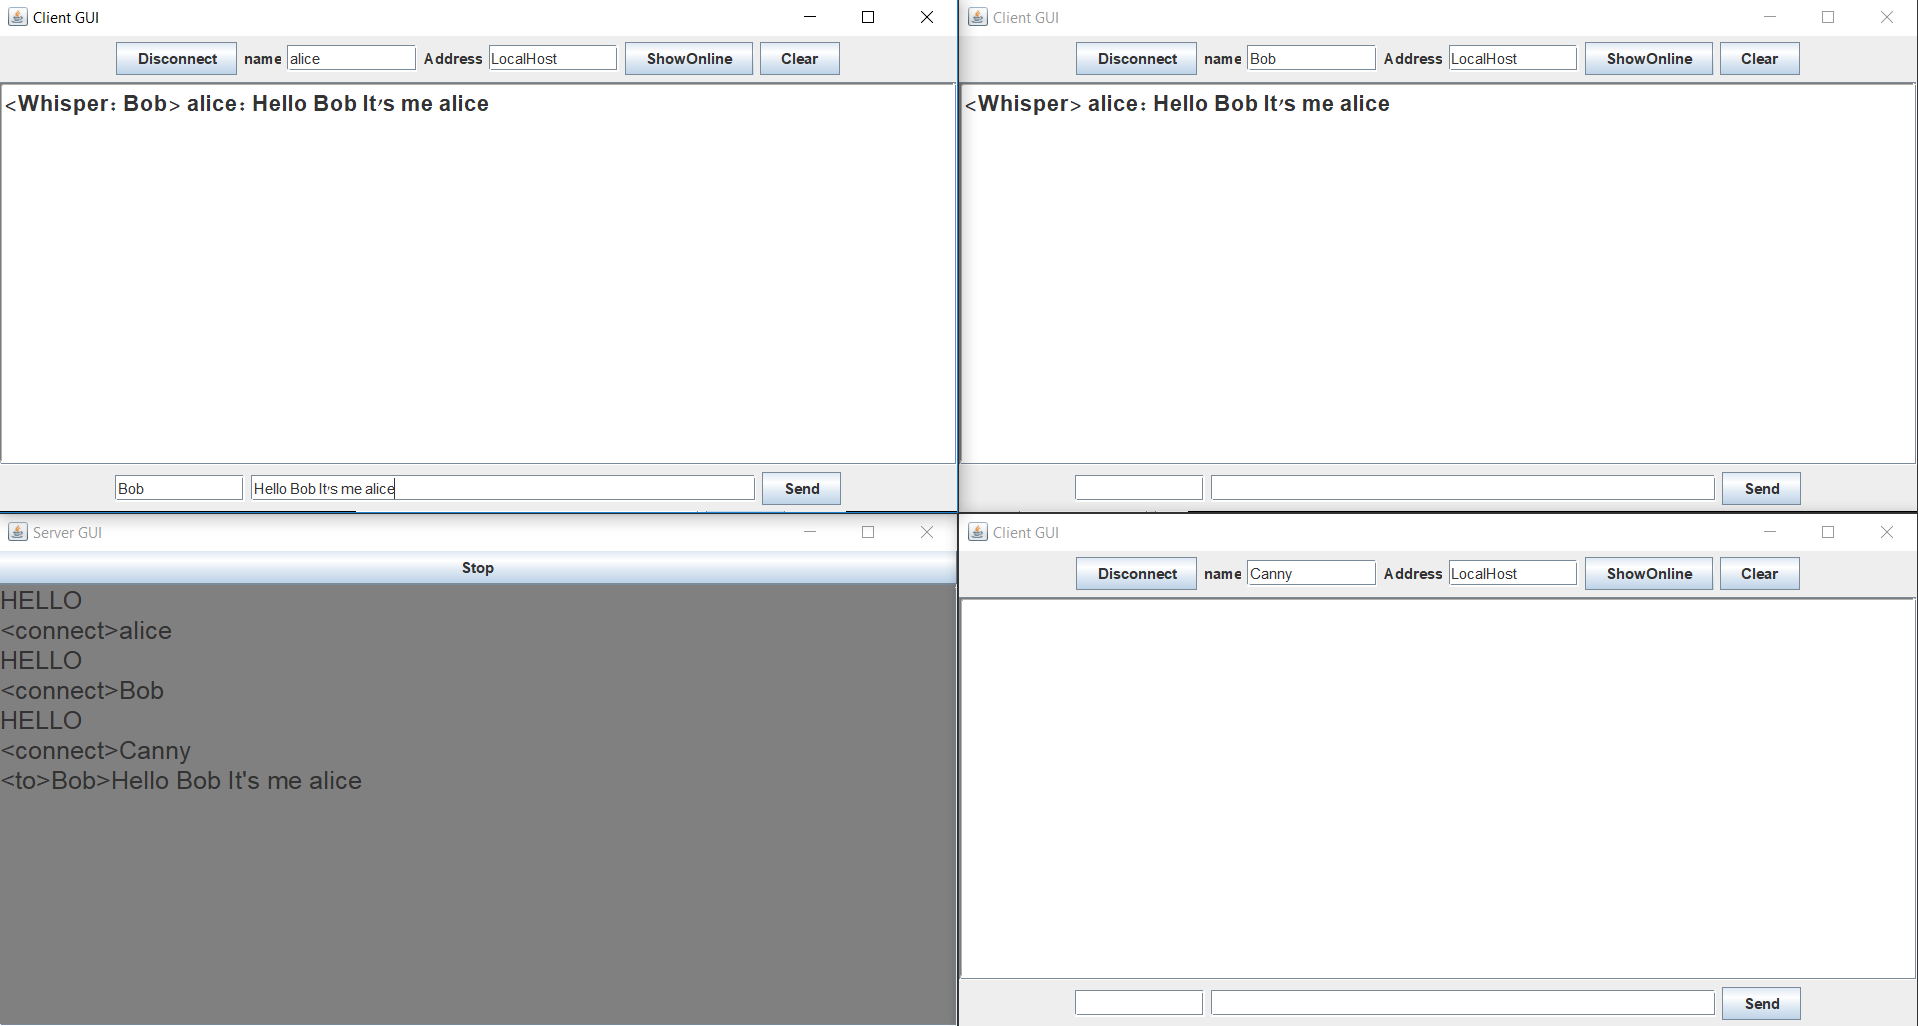 Client GUI
Disconnect name alice Address LocalHost ShowOnline Clear
<Whisper: Bob> alice: Hello Bob It's me alice
Bob Hello Bob It's me alice Send
Client GUI
Disconnect name Bob Address LocalHost ShowOnline Clear
<Whisper> alice: Hello Bob It's me alice
Send
Server GUI
Stop
HELLO
<connect>alice
HELLO
<connect>Bob
HELLO
<connect>Canny
<to>Bob>Hello Bob It's me alice
Client GUI
Disconnect name Canny Address LocalHost ShowOnline Clear
Send